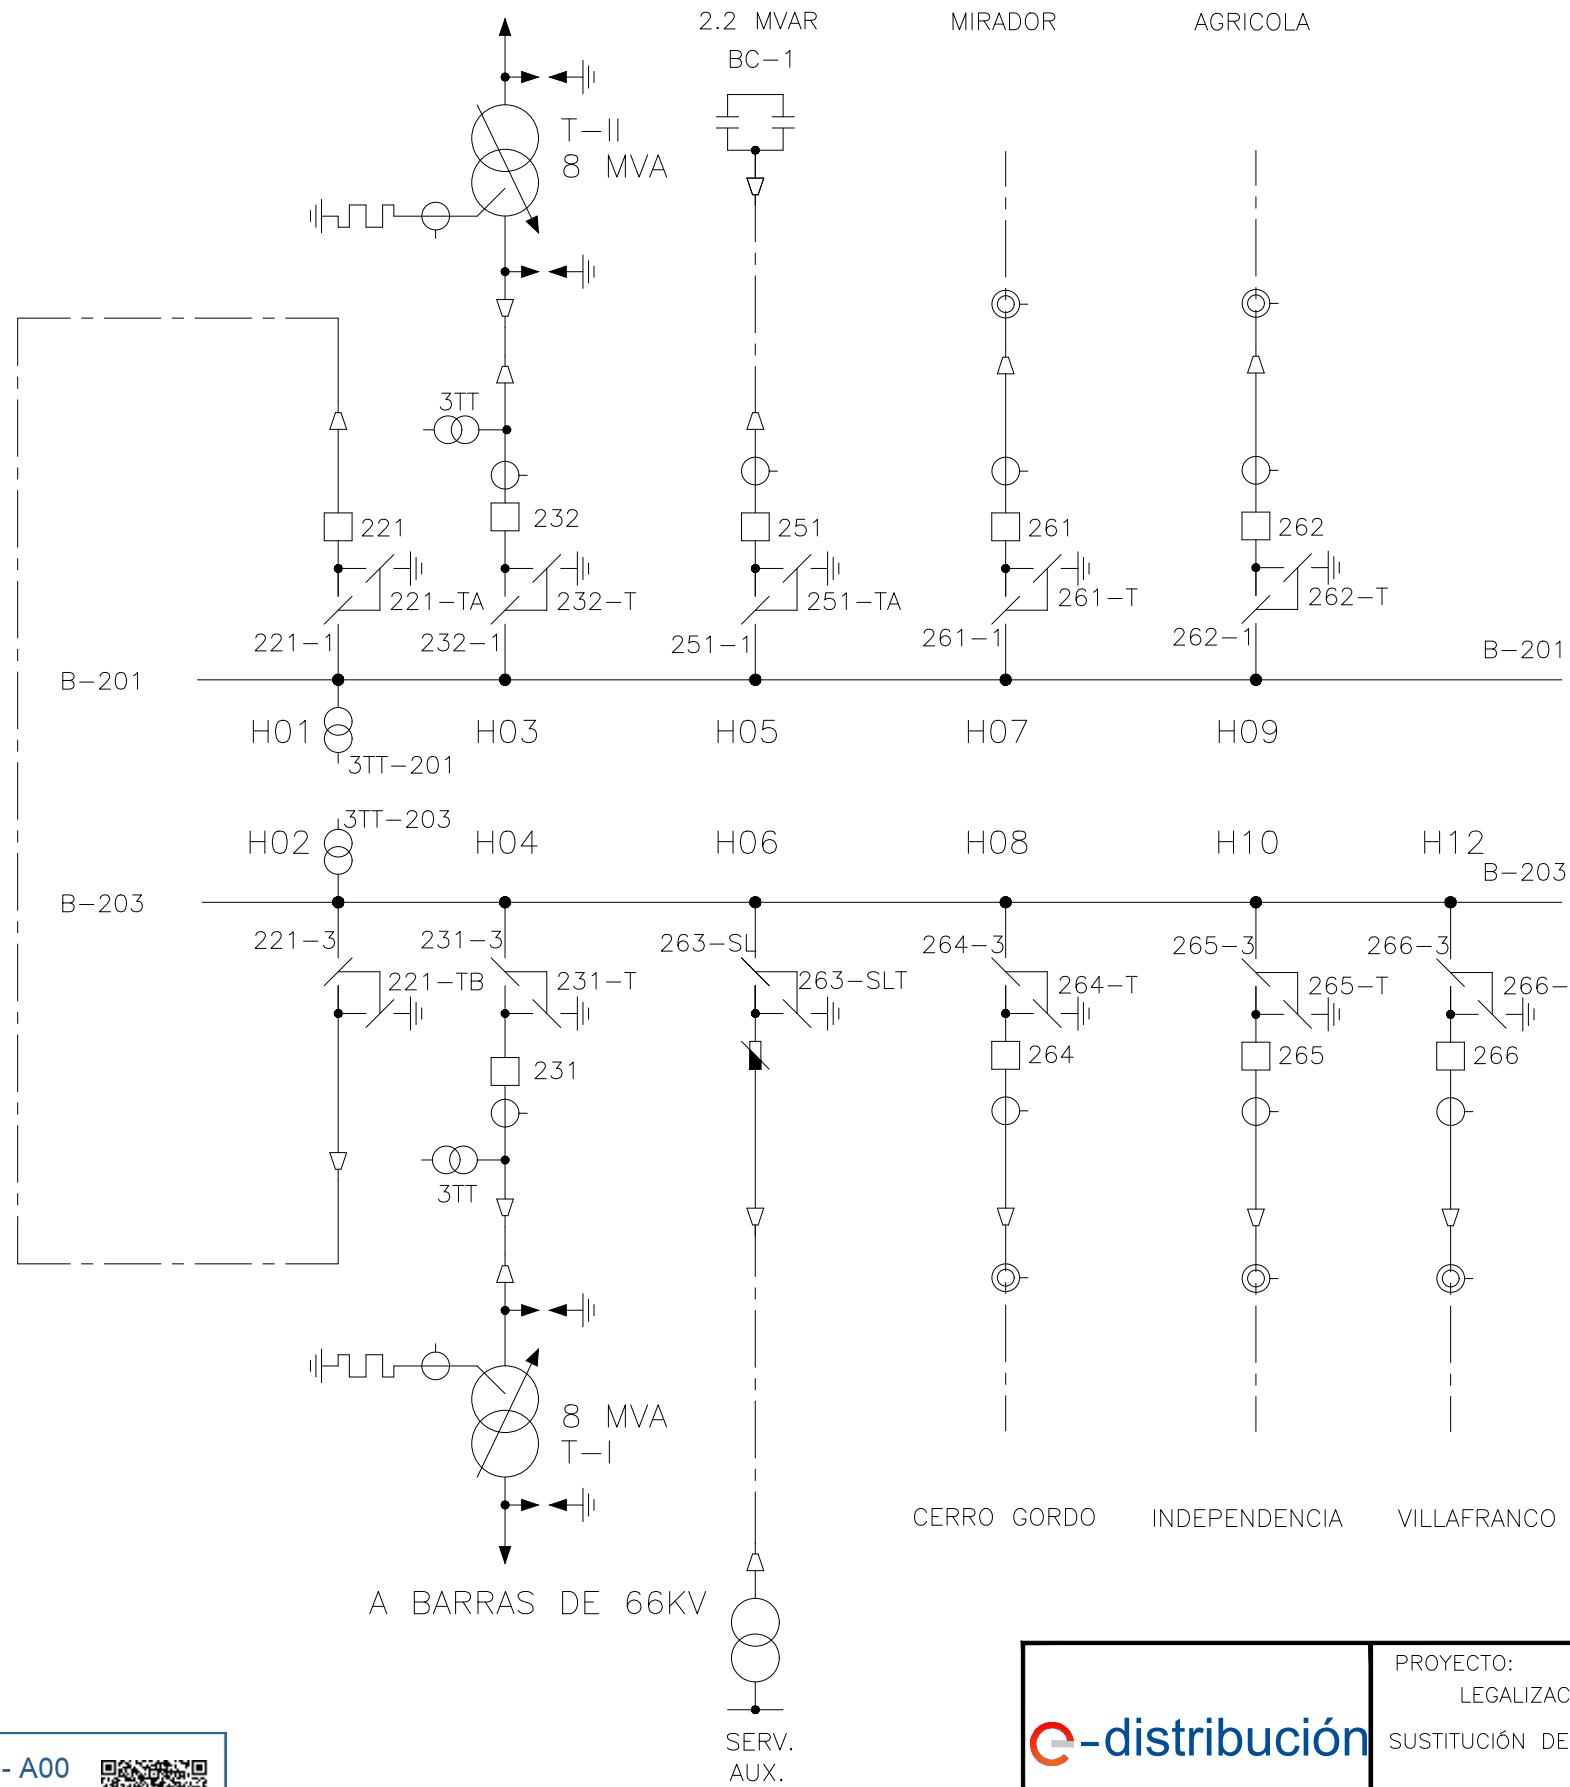 2.2 MVAR
BC-1
MIRADOR
AGRICOLA
T-II
8 MVA
3TT
221
232
251
261
262
221-TA
232-T
251-TA
261-T
262-T
221-1
232-1
251-1
261-1
262-1
B-201
B-201
H01
H03
H05
H07
H09
3TT-201
3TT-203
H02
H04
H06
H08
H10
H12
B-203
B-203
221-3
231-3
263-SL
264-3
265-3
266-3
221-TB
231-T
263-SLT
264-T
265-T
266-
231
264
265
266
3TT
8 MVA
T-I
CERRO GORDO
INDEPENDENCIA
VILLAFRANCO
A BARRAS DE 66KV
SERV.
AUX.
PROYECTO:
LEGALIZAC
SUSTITUCIÓN DE
e-distribución
- A00